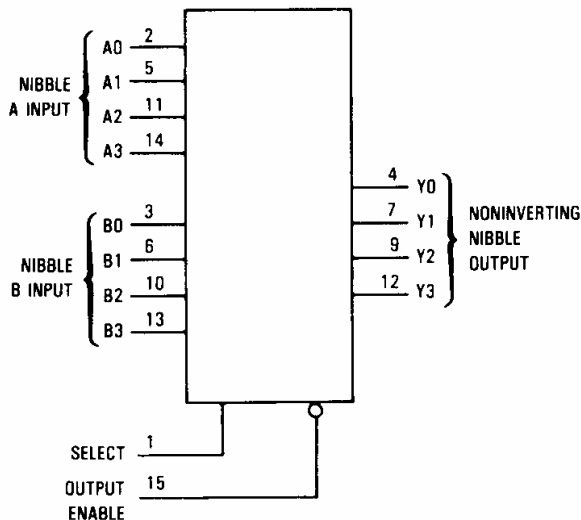 NIBBLE
A INPUT
A0 2
A1 5
A2 11
A3 14
NIBBLE
B INPUT
B0 3
B1 6
B2 10
B3 13
4 Y0
7 Y1
9 Y2
12 Y3
NONINVERTING
NIBBLE
OUTPUT
SELECT 1
OUTPUT 15
ENABLE